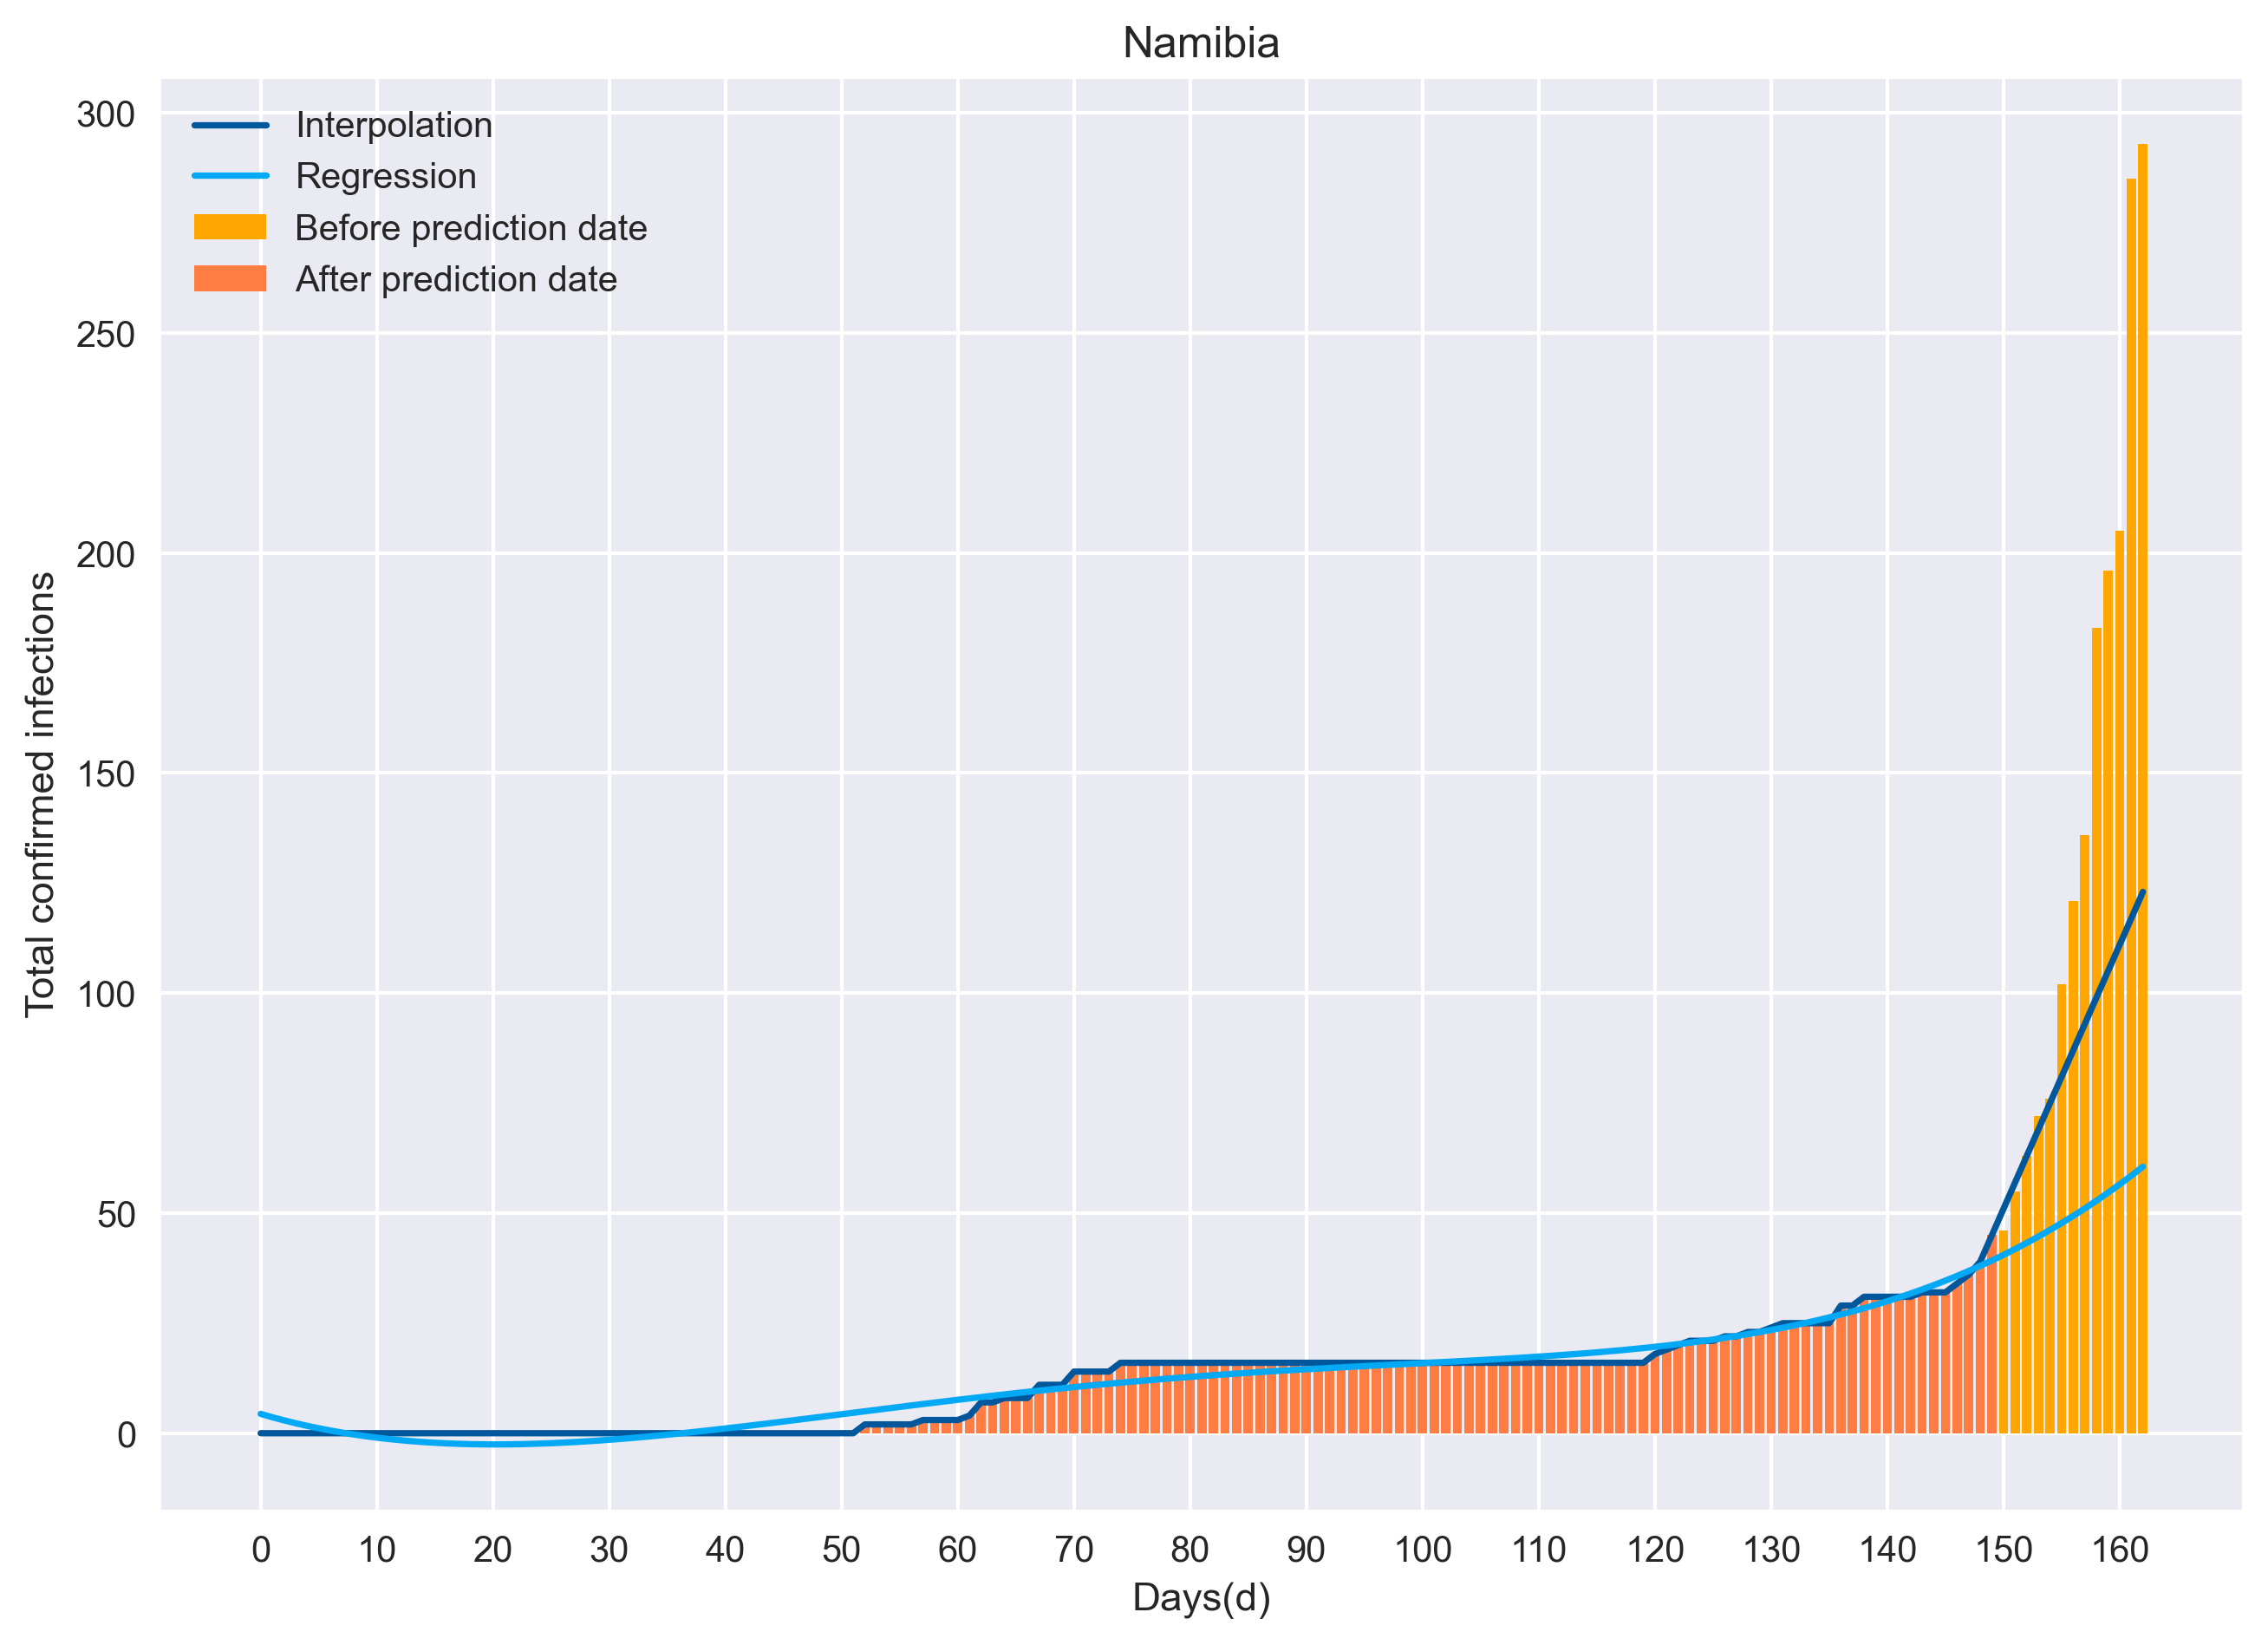 Namibia
Interpolation
Regression
Before prediction date
After prediction date
300
250
200
150
100
50
0
Total confirmed infections
0 10 20 30 40 50 60 70 80 90 100 110 120 130 140 150 160
Days(d)